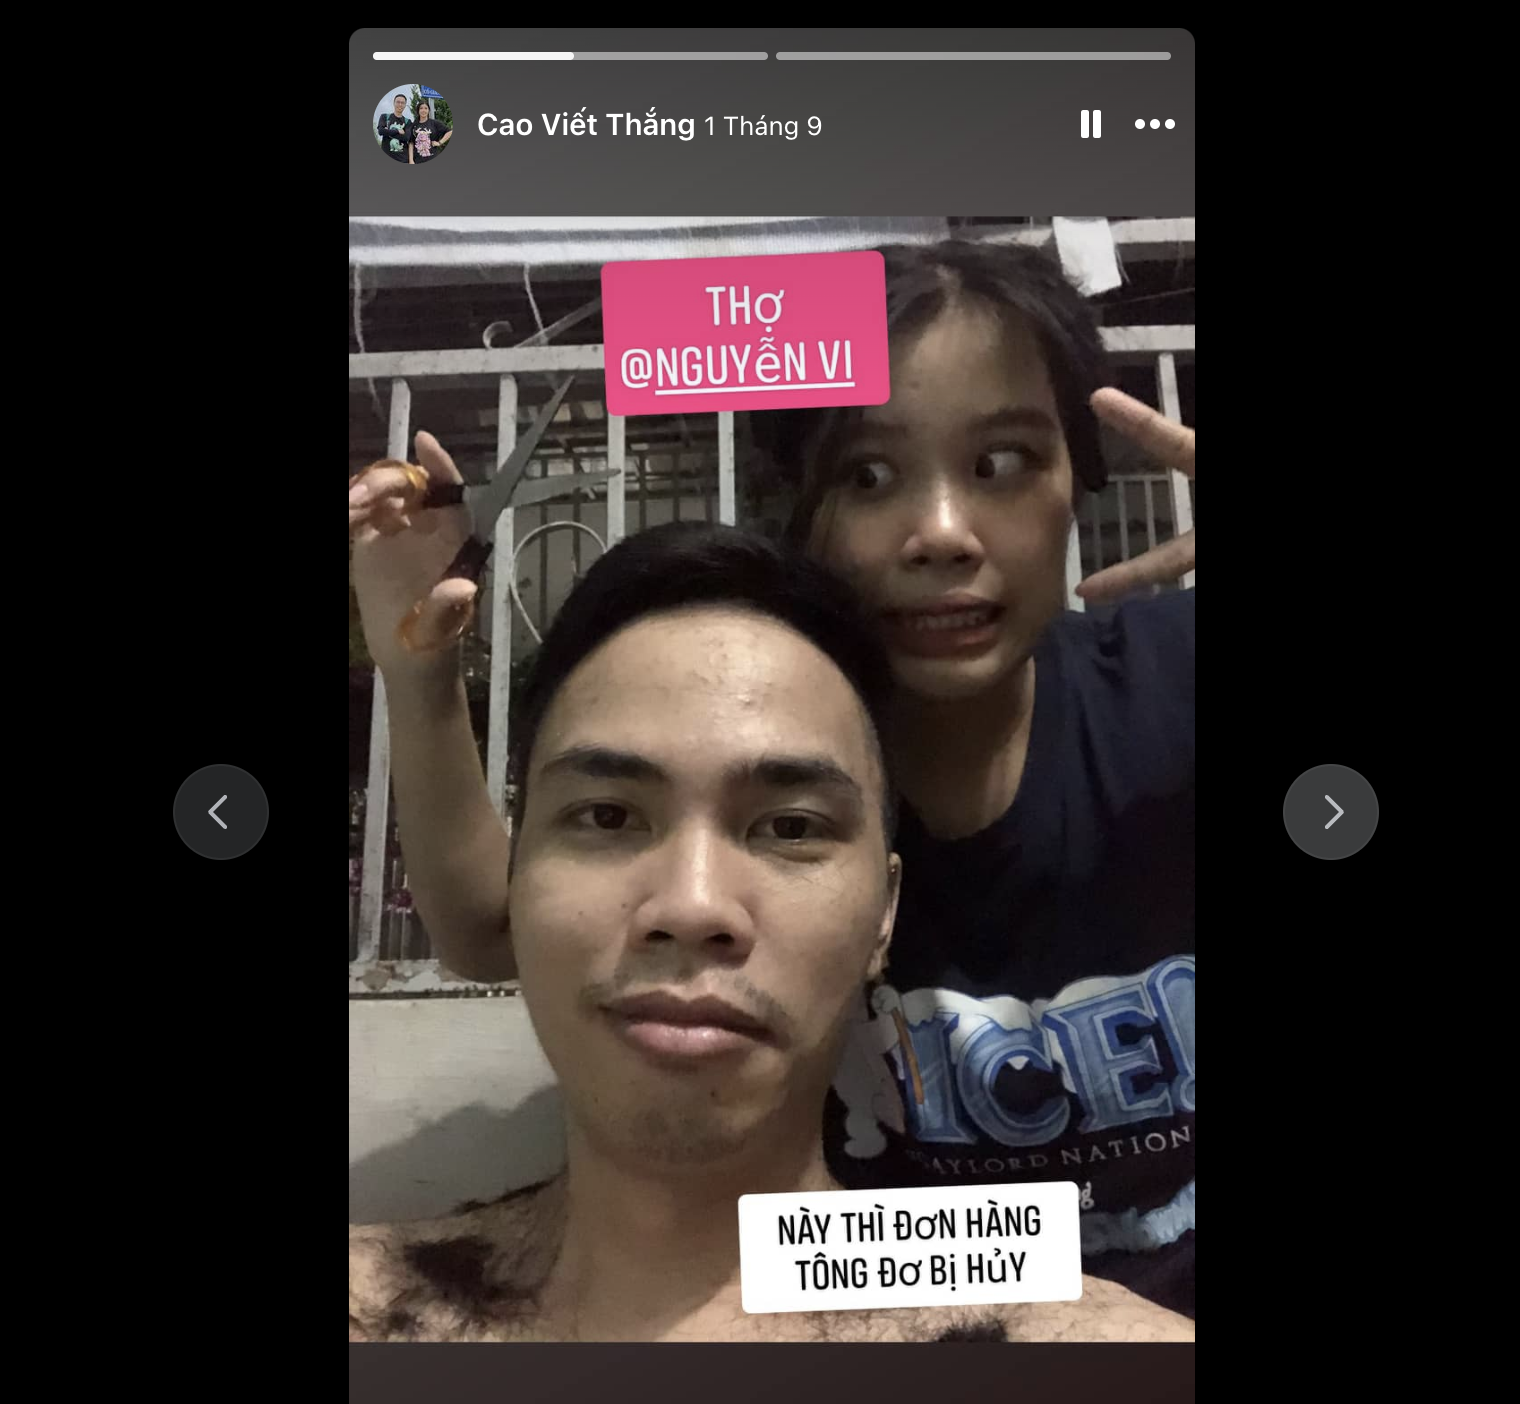 Cao Viết Thắng 1 Tháng 9
THỢ
@NGUYỄN VI
ICE!
GAYLORD NATION
NÀY THÌ ĐƠN HÀNG
TÔNG ĐƠ BỊ HỦY